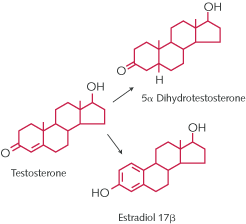 OH
O
H
5α Dihydrotestosterone
OH
O
Testosterone
OH
HO
Estradiol 17β